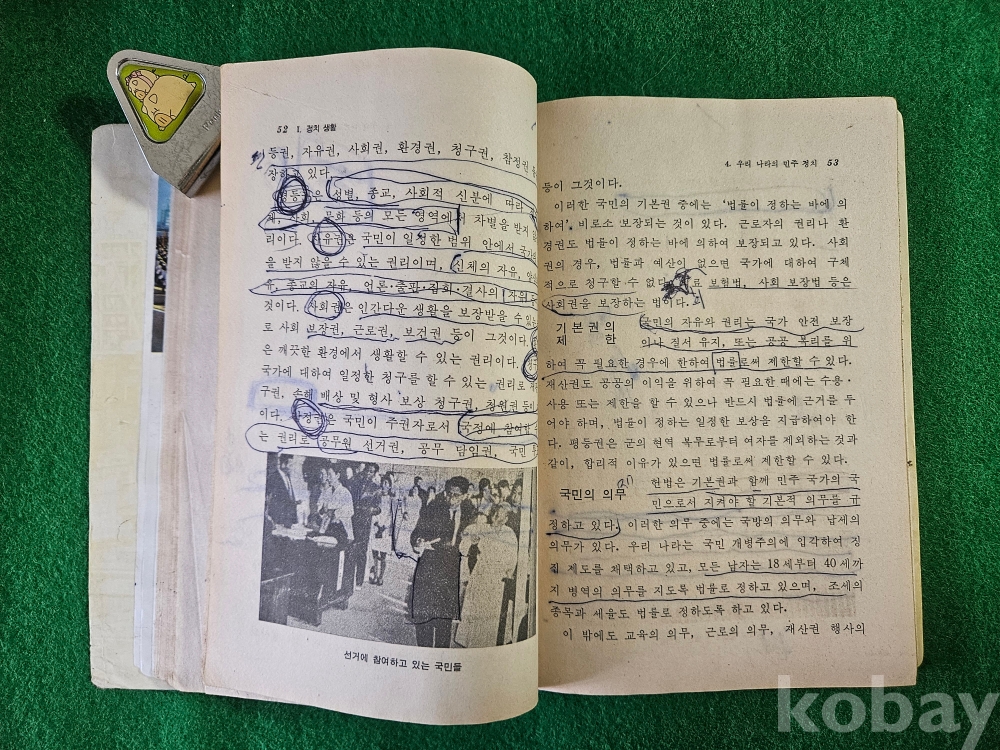 52 I. 정치 생활
등권, 자유권, 사회권, 환경권, 청구권, 참정권
장하고 있다.
평등권은 성별, 종교, 사회적 신분에 따라
제, 사회, 문화 등의 모든 영역에서 차별을 받지
리이다. 자유권은 국민이 일정한 범위 안에서 국가
을 받지 않을 수 있는 권리이며, 신체의 자유,
유, 종교의 자유, 언론·출판·집회·결사의 자유
것이다. 사회권은 인간다운 생활을 보장받을 수 있는
로 사회 보장권, 근로권, 보건권 등이 그것이다.
은 깨끗한 환경에서 생활할 수 있는 권리이다.
국가에 대하여 일정한 청구를 할 수 있는 권리로
구권, 손해 배상 및 형사 보상 청구권, 청원권 등
이다. 참정권은 국민이 주권자로서 국정에 참여할
는 권리로 공무원 선거권, 공무 담임권, 국민
선거에 참여하고 있는 국민들
4. 우리 나라의 민주 정치 53
등이 그것이다.
이러한 국민의 기본권 중에는 '법률이 정하는 바에 의
하여' 비로소 보장되는 것이 있다. 근로자의 권리나 환
경권도 법률이 정하는 바에 의하여 보장되고 있다. 사회
권의 경우, 법률과 예산이 없으면 국가에 대하여 구체
적으로 청구할 수 없다. 보험법, 사회 보장법 등은
사회권을 보장하는 법이다.
기본권의
제한
국민의 자유와 권리는 국가 안전 보장
이나 질서 유지, 또는 공공 복리를 위
하여 꼭 필요한 경우에 한하여 법률로써 제한할 수 있다.
재산권도 공공의 이익을 위하여 꼭 필요한 때에는 수용·
사용 또는 제한을 할 수 있으나 반드시 법률에 근거를 두
어야 하며, 법률이 정하는 일정한 보상을 지급하여야 한
다. 평등권은 군의 현역 복무로부터 여자를 제외하는 것과
같이, 합리적 이유가 있으면 법률로써 제한할 수 있다.
국민의 의무
헌법은 기본권과 함께 민주 국가의 국
민으로서 지켜야 할 기본적 의무를 규
정하고 있다. 이러한 의무 중에는 국방의 의무와 납세의
의무가 있다. 우리 나라는 국민 개병주의에 입각하여 징
집 제도를 채택하고 있고, 모든 남자는 18세부터 40세까
지 병역의 의무를 지도록 법률로 정하고 있으며, 조세의
종목과 세율도 법률로 정하도록 하고 있다.
이 밖에도 교육의 의무, 근로의 의무, 재산권 행사의
kobay